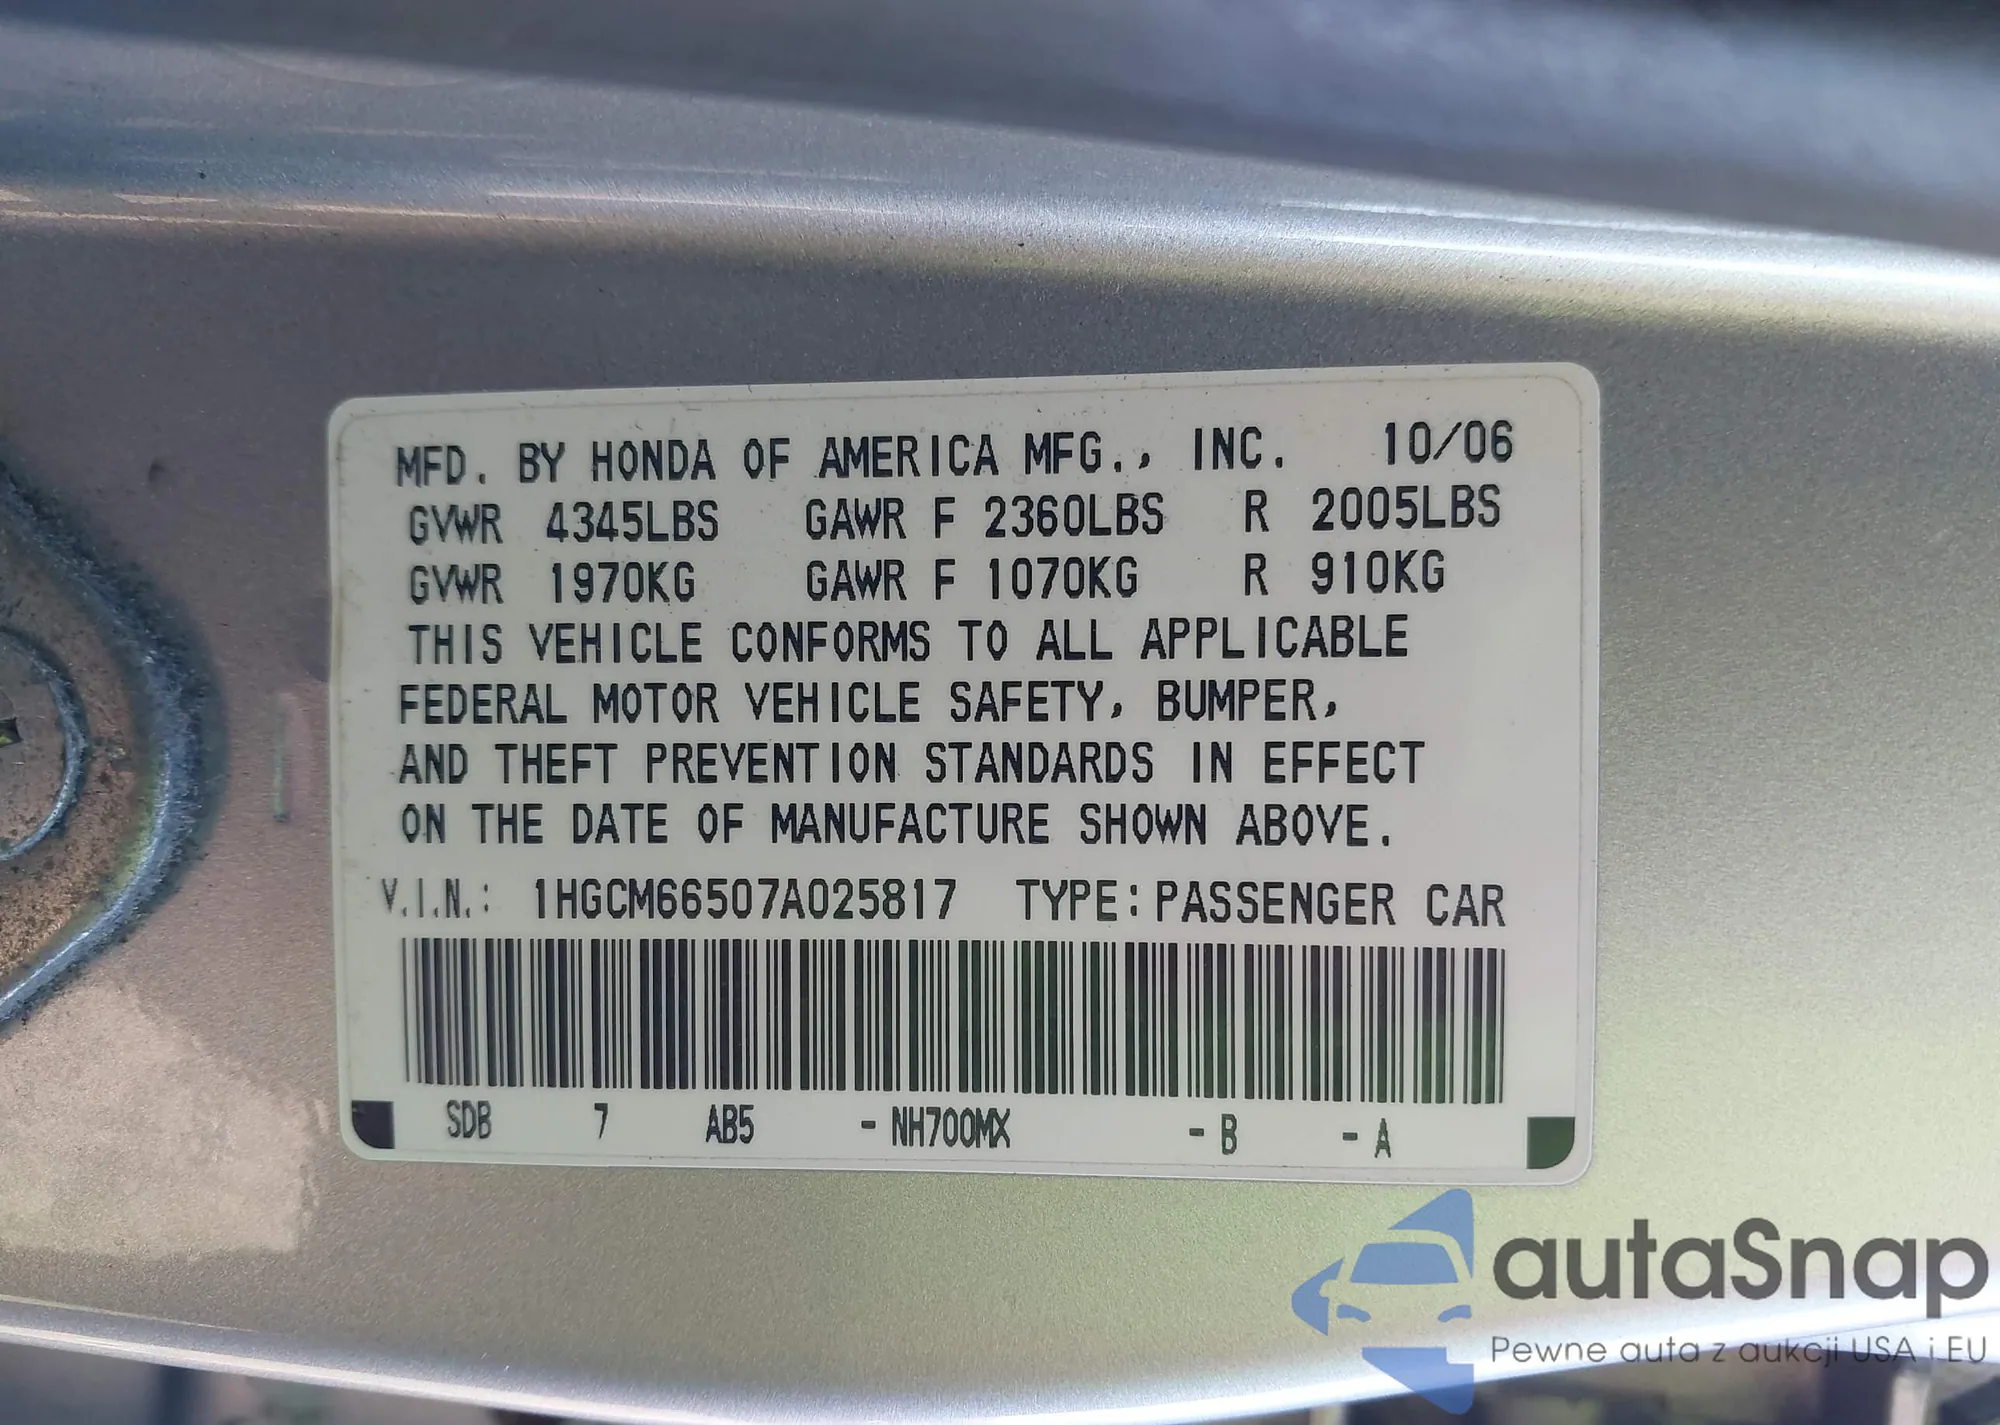 MFD. BY HONDA OF AMERICA MFG., INC. 10/06
GVWR 4345LBS GAWR F 2360LBS R 2005LBS
GVWR 1970KG GAWR F 1070KG R 910KG
THIS VEHICLE CONFORMS TO ALL APPLICABLE
FEDERAL MOTOR VEHICLE SAFETY, BUMPER,
AND THEFT PREVENTION STANDARDS IN EFFECT
ON THE DATE OF MANUFACTURE SHOWN ABOVE.
V.I.N.: 1HGCM66507A025817 TYPE: PASSENGER CAR
SDB 7 AB5 - NH700MX - B - A
autaSnap
Pewne auta z aukcji USA i EU